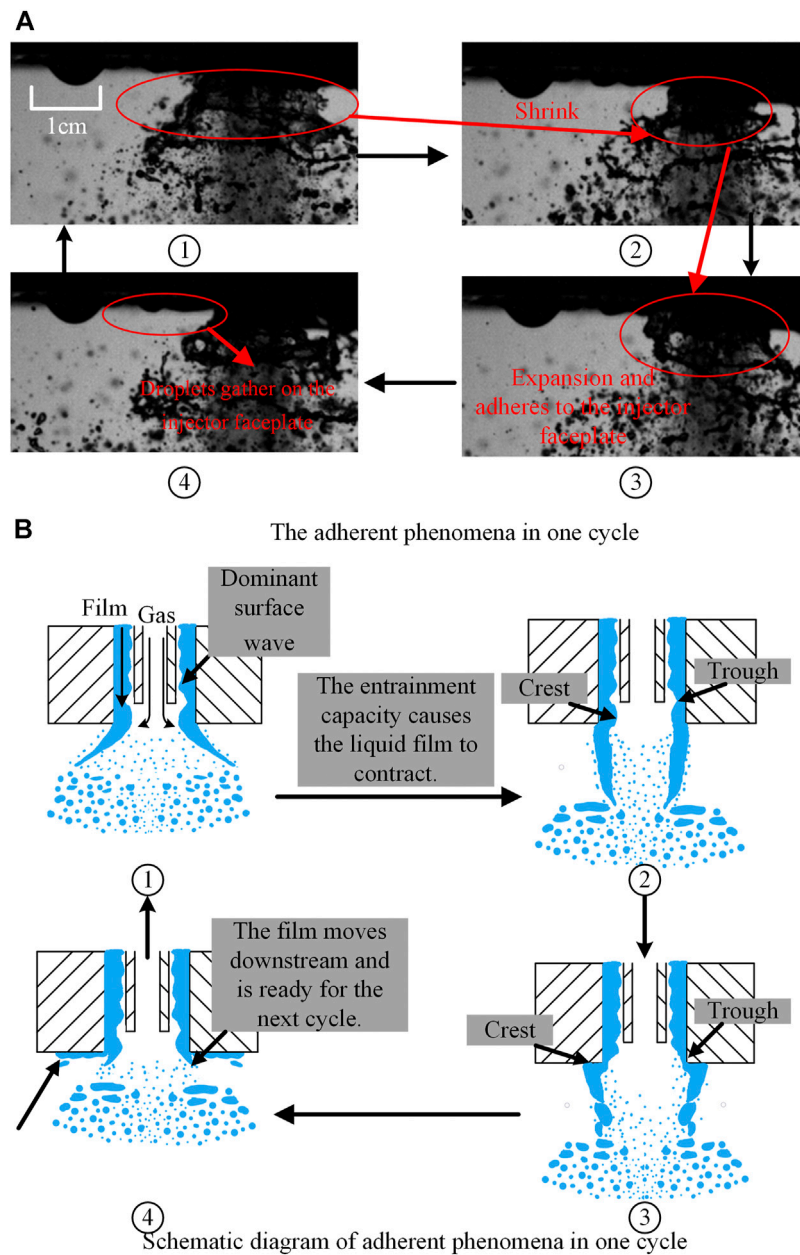 A
1cm
Shrink
①
②
Droplets gather on the
injector faceplate
Expansion and
adheres to the injector
faceplate
④
③
B
The adherent phenomena in one cycle
Film
Gas
Dominant
surface
wave
The entrainment
capacity causes
the liquid film to
contract.
Crest
Trough
①
②
The film moves
downstream and
is ready for the
next cycle.
Crest
Trough
④
③
Schematic diagram of adherent phenomena in one cycle